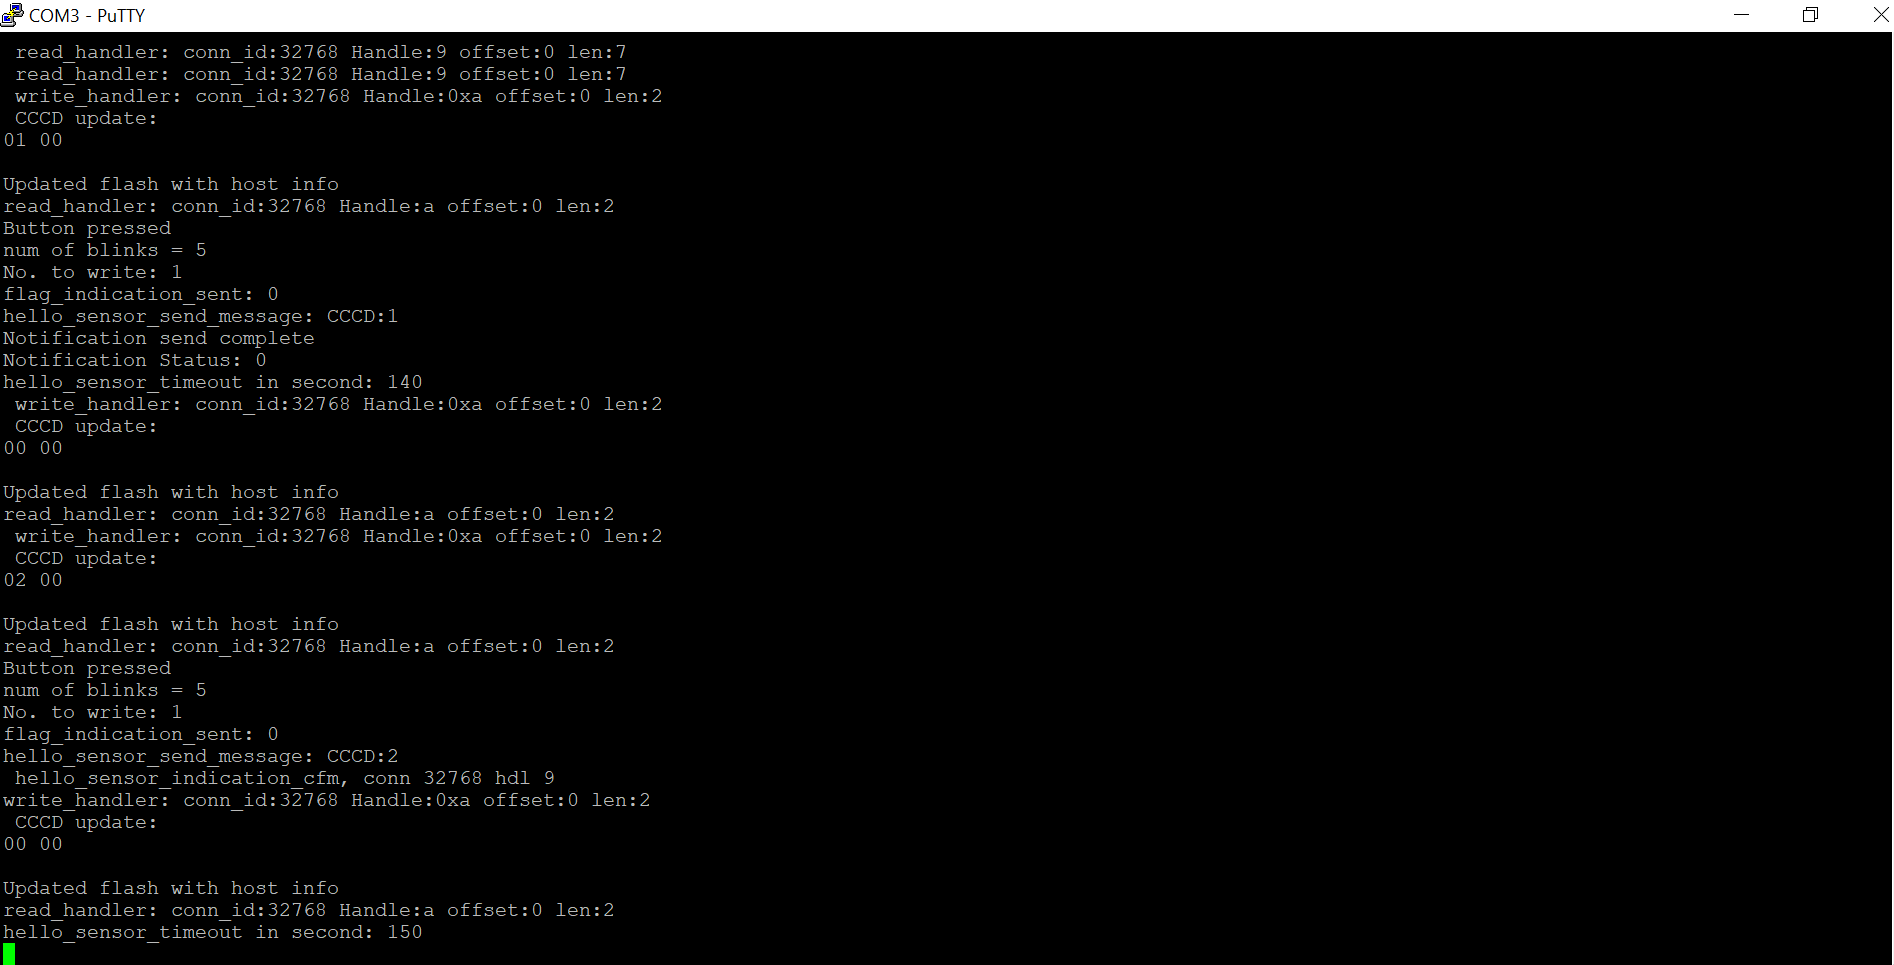 COM3 - PuTTY
read_handler: conn_id:32768 Handle:9 offset:0 len:7
read_handler: conn_id:32768 Handle:9 offset:0 len:7
write_handler: conn_id:32768 Handle:0xa offset:0 len:2
CCCD update:
01 00
Updated flash with host info
read_handler: conn_id:32768 Handle:a offset:0 len:2
Button pressed
num of blinks = 5
No. to write: 1
flag_indication_sent: 0
hello_sensor_send_message: CCCD:1
Notification send complete
Notification Status: 0
hello_sensor_timeout in second: 140
write_handler: conn_id:32768 Handle:0xa offset:0 len:2
CCCD update:
00 00
Updated flash with host info
read_handler: conn_id:32768 Handle:a offset:0 len:2
write_handler: conn_id:32768 Handle:0xa offset:0 len:2
CCCD update:
02 00
Updated flash with host info
read_handler: conn_id:32768 Handle:a offset:0 len:2
Button pressed
num of blinks = 5
No. to write: 1
flag_indication_sent: 0
hello_sensor_send_message: CCCD:2
hello_sensor_indication_cfm, conn 32768 hdl 9
write_handler: conn_id:32768 Handle:0xa offset:0 len:2
CCCD update:
00 00
Updated flash with host info
read_handler: conn_id:32768 Handle:a offset:0 len:2
hello_sensor_timeout in second: 150